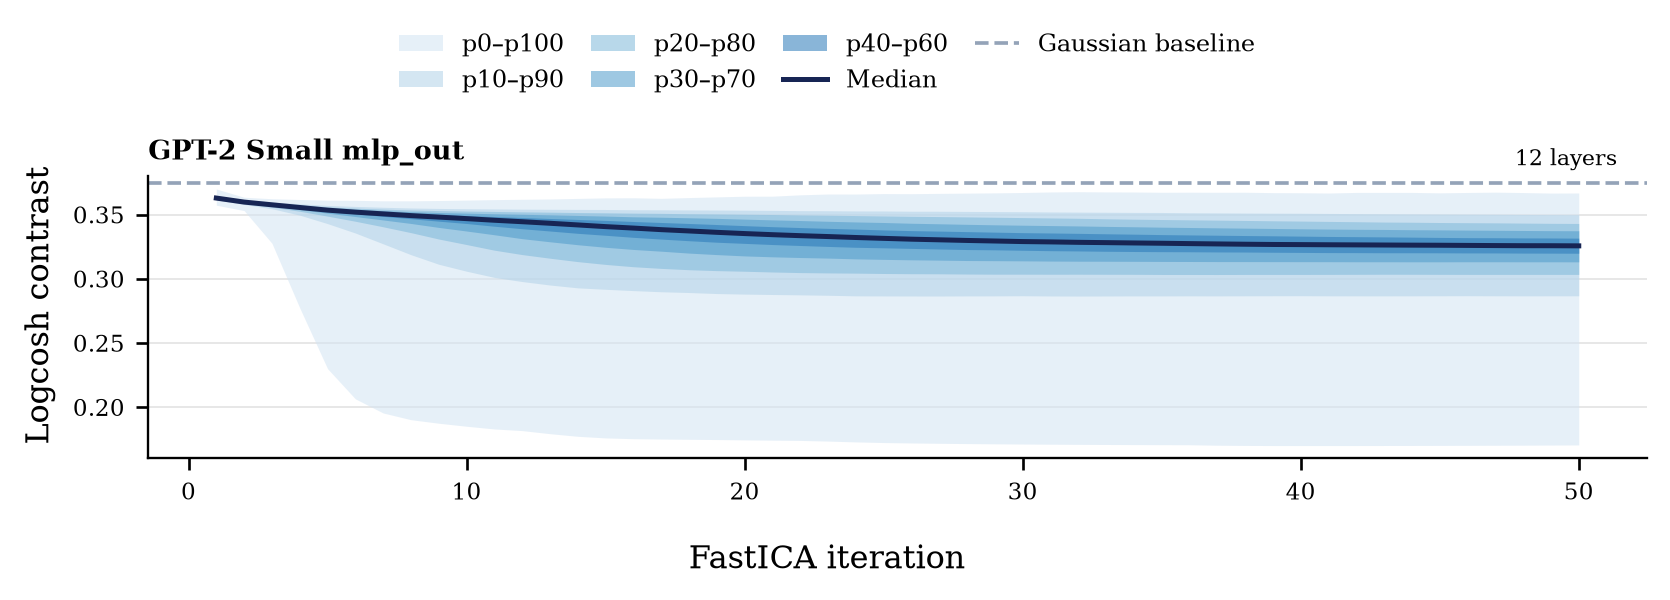 p0–p100 p20–p80 p40–p60 Gaussian baseline
p10–p90 p30–p70 Median
GPT-2 Small mlp_out
12 layers
Logcosh contrast
0.35
0.30
0.25
0.20
0 10 20 30 40 50
FastICA iteration